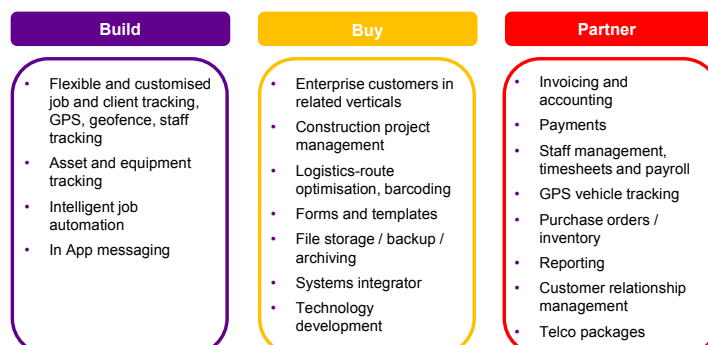 Build
Flexible and customised
job and client tracking,
GPS, geofence, staff
tracking
Asset and equipment
tracking
Intelligent job
automation
In App messaging
Buy
Enterprise customers in
related verticals
Construction project
management
Logistics-route
optimisation, barcoding
Forms and templates
File storage / backup /
archiving
Systems integrator
Technology
development
Partner
Invoicing and
accounting
Payments
Staff management,
timesheets and payroll
GPS vehicle tracking
Purchase orders /
inventory
Reporting
Customer relationship
management
Telco packages